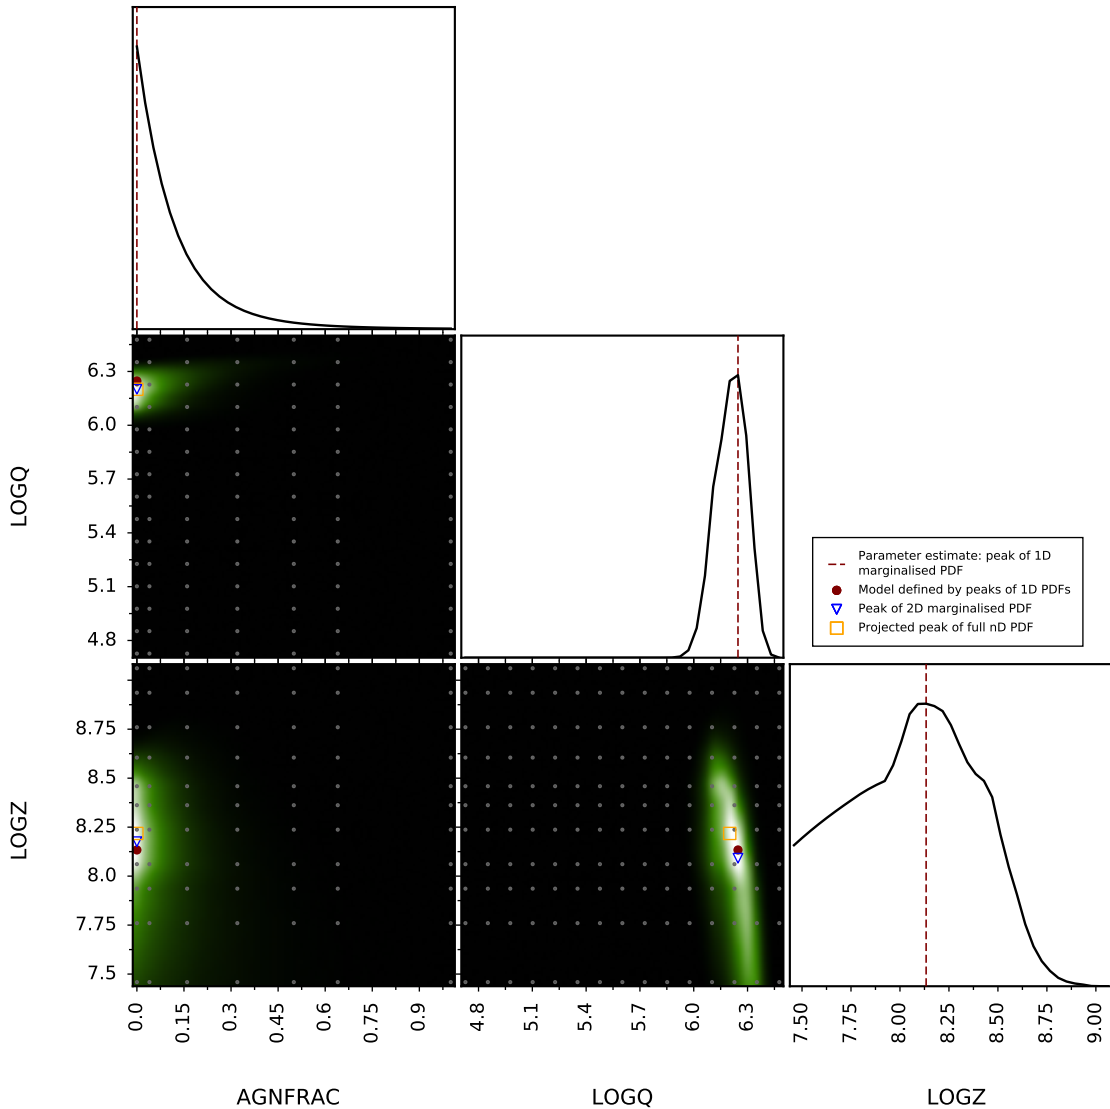 6.3
6.0
5.7
5.4
5.1
4.8
LOGQ
Parameter estimate: peak of 1D
marginalised PDF
Model defined by peaks of 1D PDFs
Peak of 2D marginalised PDF
Projected peak of full nD PDF
8.75
8.5
8.25
8.0
7.75
7.5
LOGZ
0.0 0.15 0.3 0.45 0.6 0.75 0.9
4.8 5.1 5.4 5.7 6.0 6.3
7.50 7.75 8.00 8.25 8.50 8.75 9.00
AGNFRAC LOGQ LOGZ